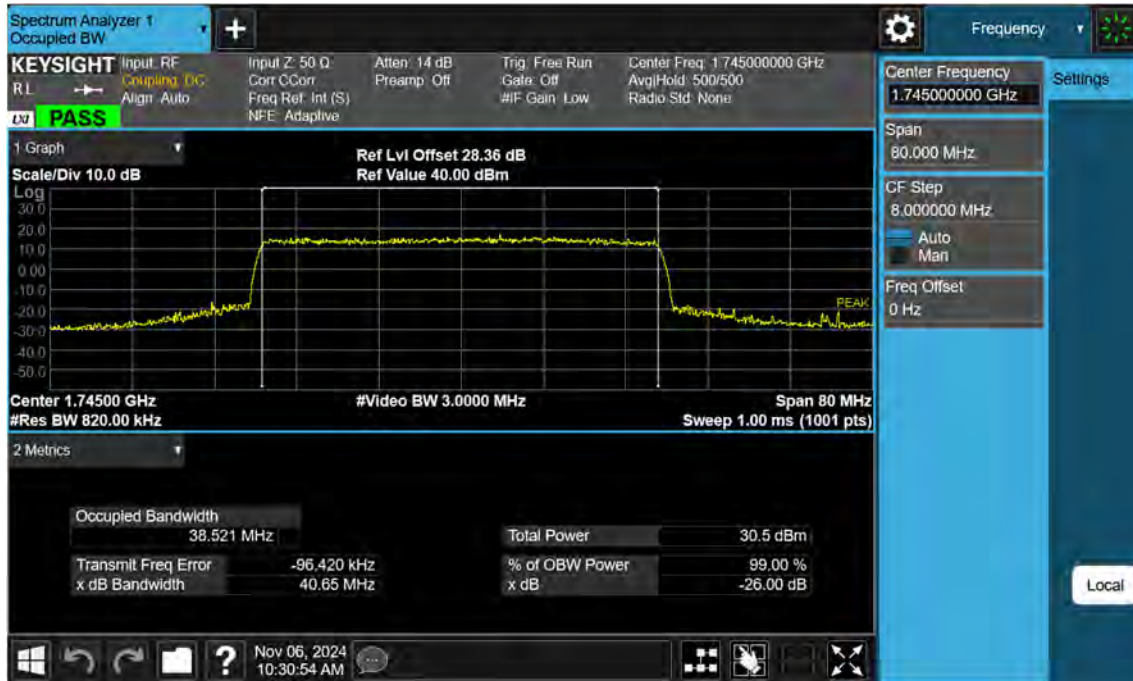 Spectrum Analyzer 1
Occupied BW
Frequency
KEYSIGHT
Input: RF
Coupling: DC
Align: Auto
R L
LXI
PASS
Input Z: 50 Ω
Corr CCorr
Freq Ref: Int (S)
NFE: Adaptive
Atten: 14 dB
Preamp: Off
Trig: Free Run
Gate: Off
#IF Gain: Low
Center Freq: 1.745000000 GHz
Avg|Hold: 500/500
Radio Std: None
Center Frequency
1.745000000 GHz
Settings
Span
80.000 MHz
CF Step
8.000000 MHz
Auto
Man
Freq Offset
0 Hz
1 Graph
Scale/Div 10.0 dB
Ref Lvl Offset 28.36 dB
Ref Value 40.00 dBm
Log
30.0
20.0
10.0
0.00
-10.0
-20.0
-30.0
-40.0
-50.0
PEAK
Center 1.74500 GHz
#Video BW 3.0000 MHz
Span 80 MHz
#Res BW 820.00 kHz
Sweep 1.00 ms (1001 pts)
2 Metrics
Occupied Bandwidth
38.521 MHz
Total Power 30.5 dBm
Transmit Freq Error -96.420 kHz
% of OBW Power 99.00 %
x dB Bandwidth 40.65 MHz
x dB -26.00 dB
Local
?
Nov 06, 2024
10:30:54 AM